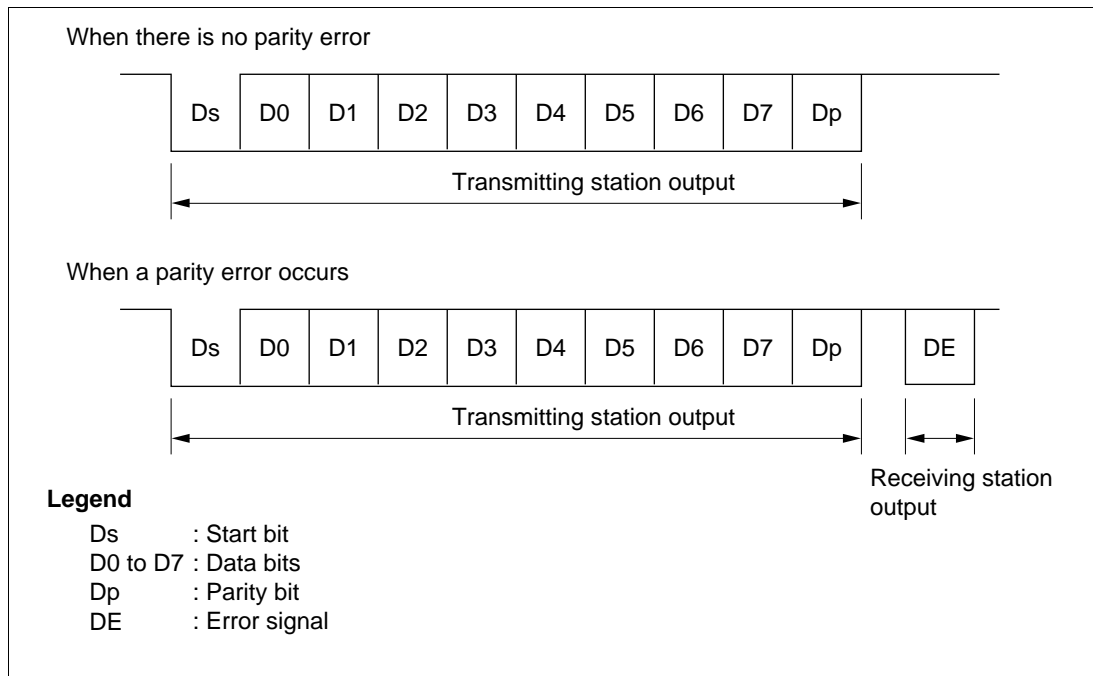 When there is no parity error
Ds D0 D1 D2 D3 D4 D5 D6 D7 Dp
Transmitting station output
When a parity error occurs
Ds D0 D1 D2 D3 D4 D5 D6 D7 Dp DE
Transmitting station output
Receiving station
output
Legend
Ds : Start bit
D0 to D7 : Data bits
Dp : Parity bit
DE : Error signal